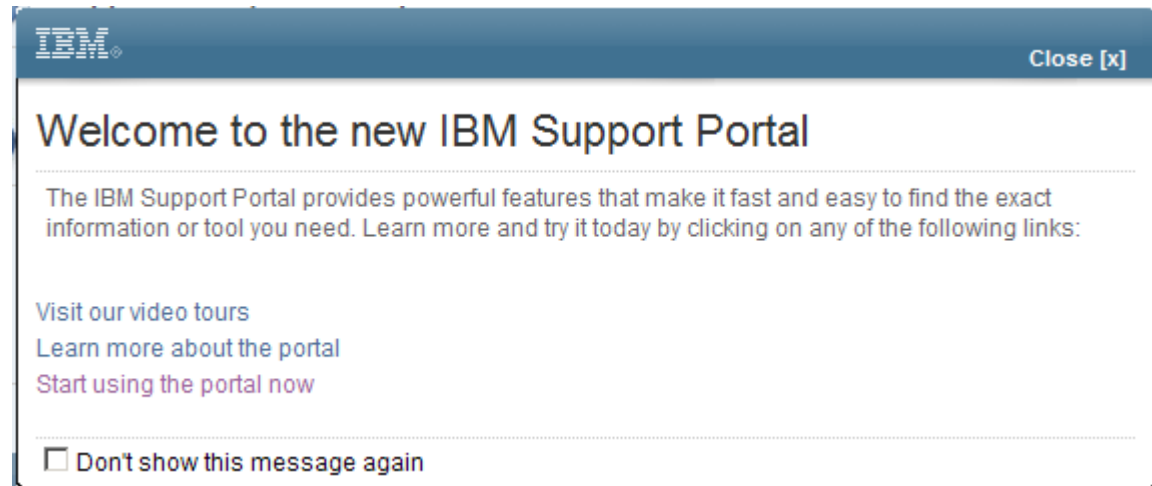 IBM®
Close [x]
Welcome to the new IBM Support Portal
The IBM Support Portal provides powerful features that make it fast and easy to find the exact
information or tool you need. Learn more and try it today by clicking on any of the following links:
Visit our video tours
Learn more about the portal
Start using the portal now
Don't show this message again